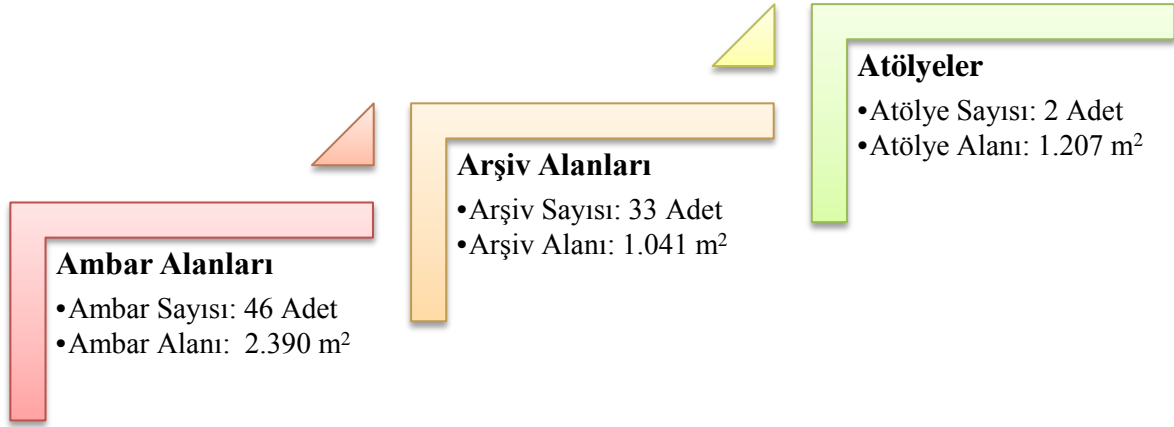 Ambar Alanları
•Ambar Sayısı: 46 Adet
•Ambar Alanı:  2.390 m²
Arşiv Alanları
•Arşiv Sayısı: 33 Adet
•Arşiv Alanı: 1.041 m²
Atölyeler
•Atölye Sayısı: 2 Adet
•Atölye Alanı: 1.207 m²